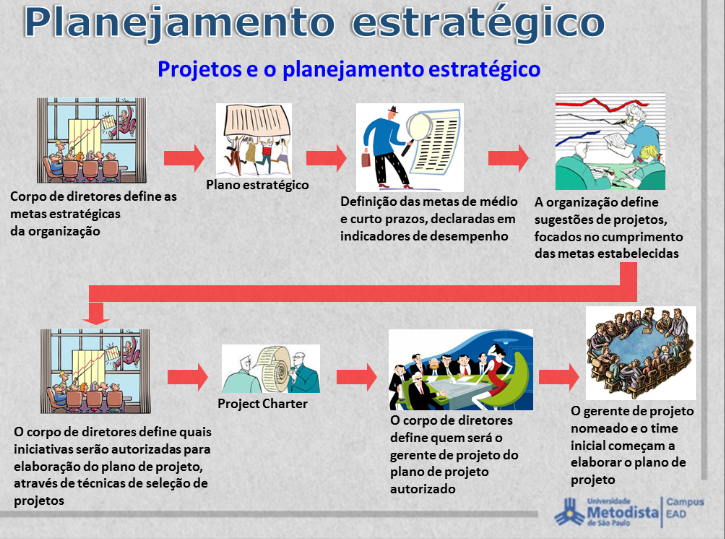 Planejamento estratégico
Projetos e o planejamento estratégico
Corpo de diretores define as
metas estratégicas
da organização
Plano estratégico
Definição das metas de médio
e curto prazos, declaradas em
indicadores de desempenho
A organização define
sugestões de projetos,
focados no cumprimento
das metas estabelecidas
O corpo de diretores define quais
iniciativas serão autorizadas para
elaboração do plano de projeto,
através de técnicas de seleção de
projetos
Project Charter
O corpo de diretores
define quem será o
gerente de projeto do
plano de projeto
autorizado
O gerente de projeto
nomeado e o time
inicial começam a
elaborar o plano de
projeto
Universidade
Metodista
de São Paulo
Campus
EAD